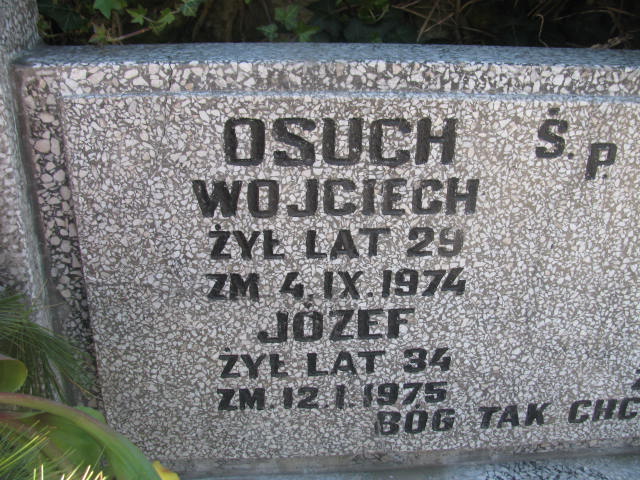 OSUCH Ś.P.
WOJCIECH
ŻYŁ LAT 29
ZM 4.IX.1974
JÓZEF
ŻYŁ LAT 34
ZM.12.I.1975
BÓG TAK CHC